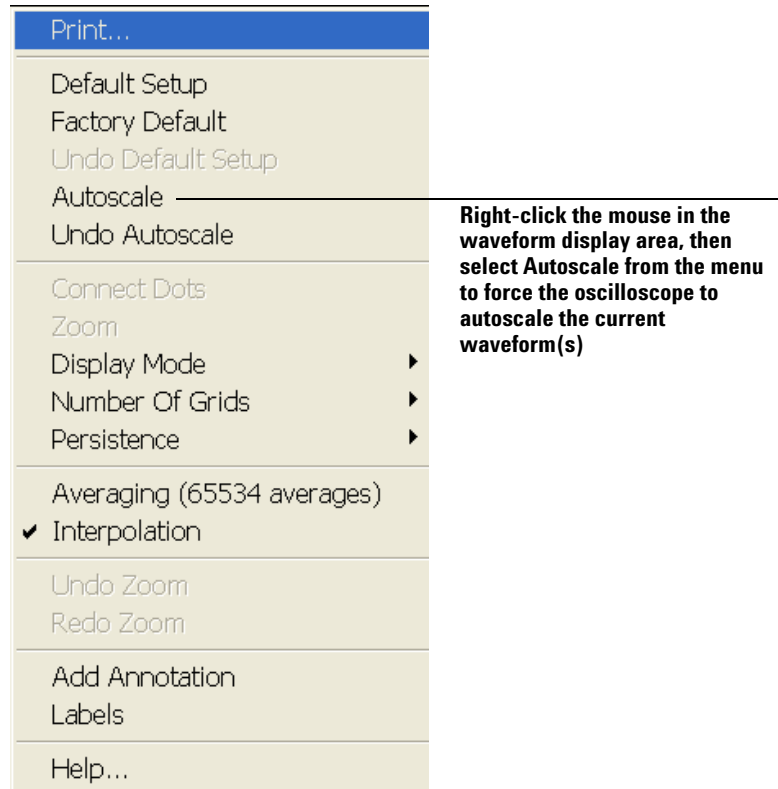 Print...
Default Setup
Factory Default
Undo Default Setup
Autoscale
Undo Autoscale
Right-click the mouse in the
waveform display area, then
select Autoscale from the menu
to force the oscilloscope to
autoscale the current
waveform(s)
Connect Dots
Zoom
Display Mode
Number Of Grids
Persistence
Averaging (65534 averages)
Interpolation
Undo Zoom
Redo Zoom
Add Annotation
Labels
Help...